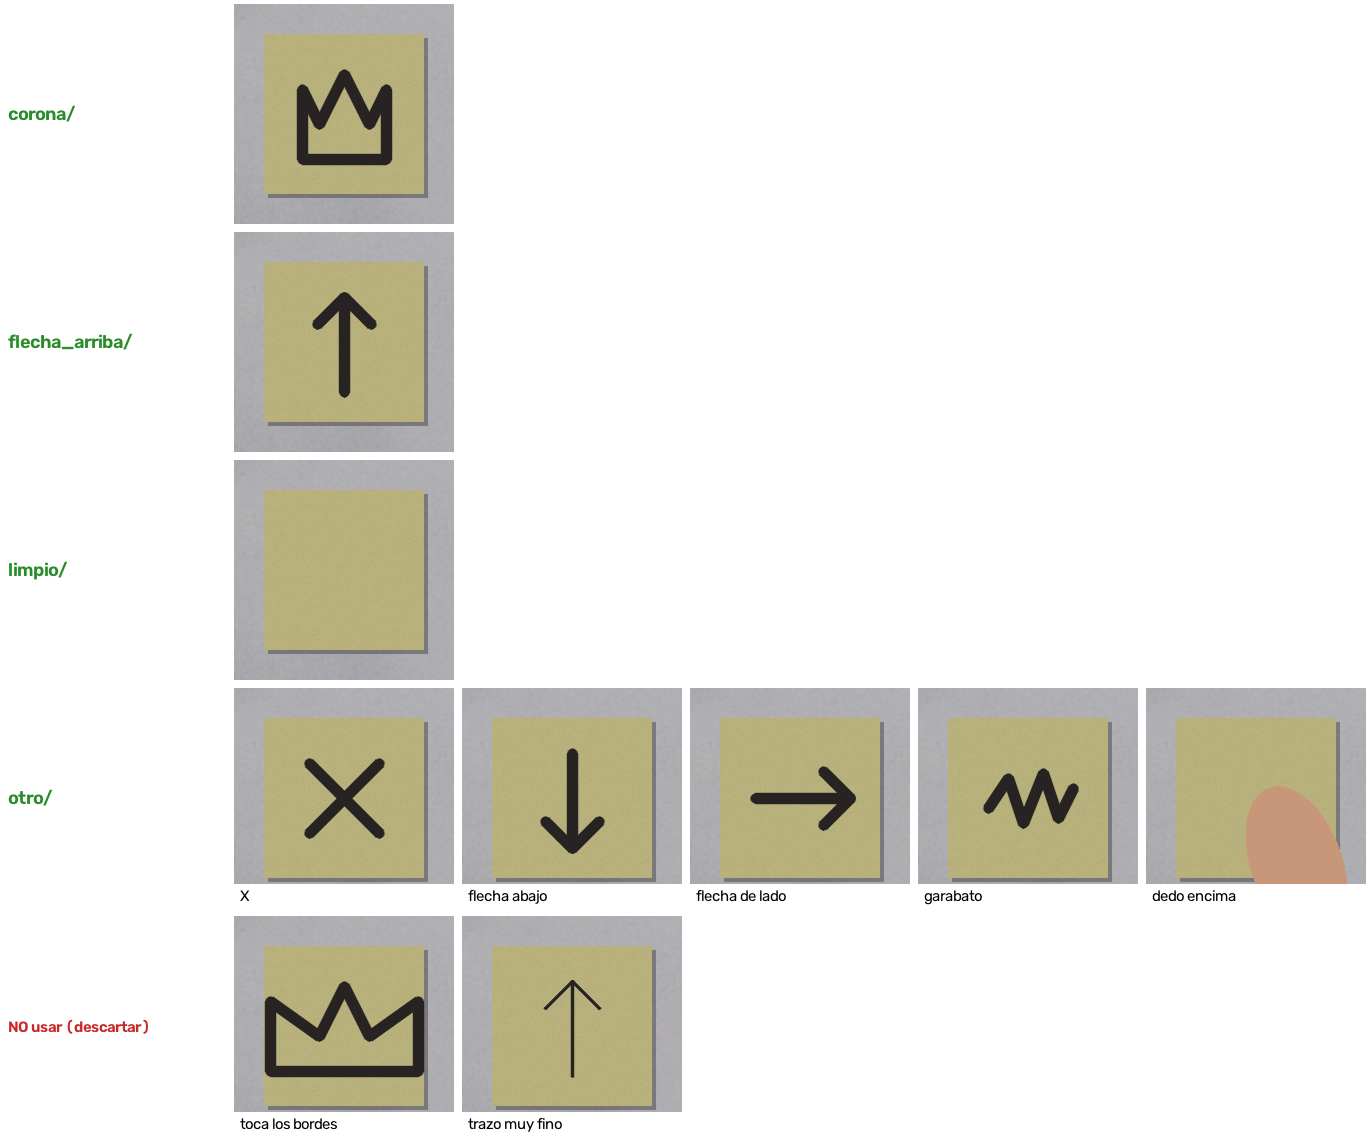 corona/
flecha_arriba/
limpio/
otro/
X
flecha abajo
flecha de lado
garabato
dedo encima
NO usar (descartar)
toca los bordes
trazo muy fino